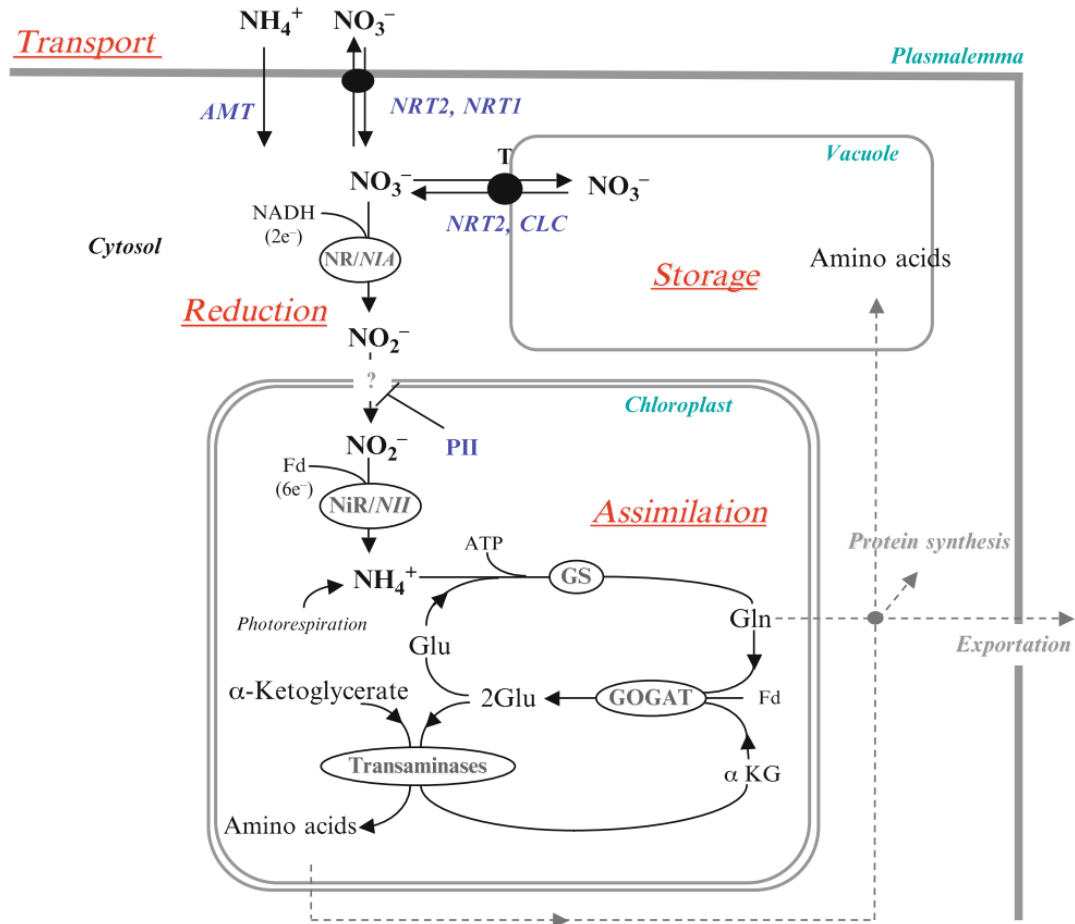 Transport
NH₄⁺
NO₃⁻
Plasmalemma
AMT
NRT2, NRT1
T
Vacuole
NO₃⁻
NO₃⁻
NRT2, CLC
NADH
(2e⁻)
Cytosol
NR/NIA
Amino acids
Storage
Reduction
NO₂⁻
?
Chloroplast
NO₂⁻
PII
Fd
(6e⁻)
NiR/NII
Assimilation
Protein synthesis
ATP
NH₄⁺
GS
Photorespiration
Gln
Exportation
Glu
α-Ketoglycerate
2Glu
GOGAT
Fd
Transaminases
α KG
Amino acids